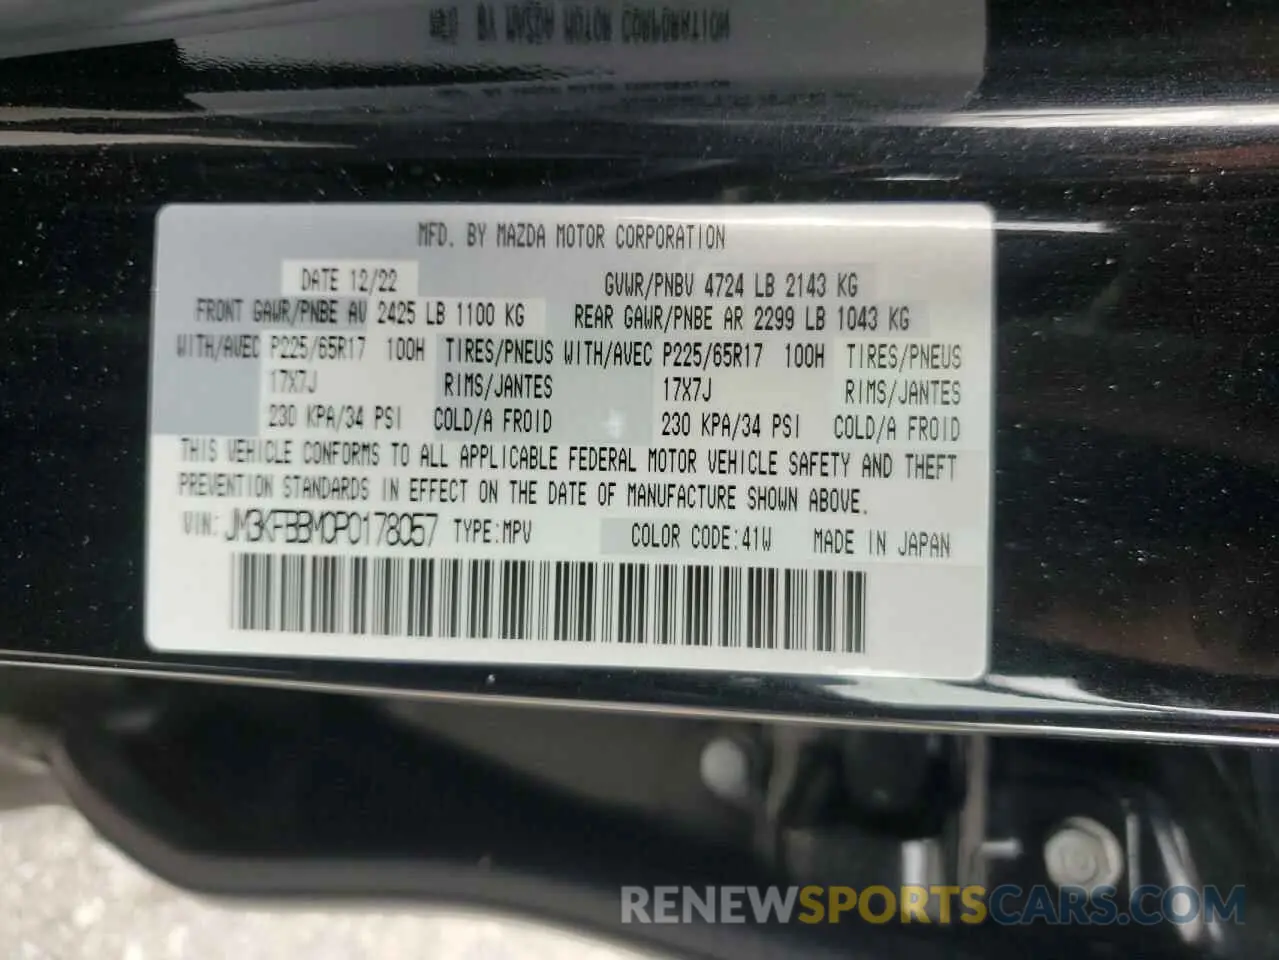 MFD. BY MAZDA MOTOR CORPORATION
DATE 12/22 GVWR/PNBV 4724 LB 2143 KG
FRONT GAWR/PNBE AV 2425 LB 1100 KG REAR GAWR/PNBE AR 2299 LB 1043 KG
WITH/AVEC P225/65R17 100H TIRES/PNEUS WITH/AVEC P225/65R17 100H TIRES/PNEUS
17X7J RIMS/JANTES 17X7J RIMS/JANTES
230 KPA/34 PSI COLD/A FROID 230 KPA/34 PSI COLD/A FROID
THIS VEHICLE CONFORMS TO ALL APPLICABLE FEDERAL MOTOR VEHICLE SAFETY AND THEFT
PREVENTION STANDARDS IN EFFECT ON THE DATE OF MANUFACTURE SHOWN ABOVE.
VIN: JM3KFBBM0P0178057 TYPE:MPV COLOR CODE:41W MADE IN JAPAN
RENEWSPORTSCARS.COM